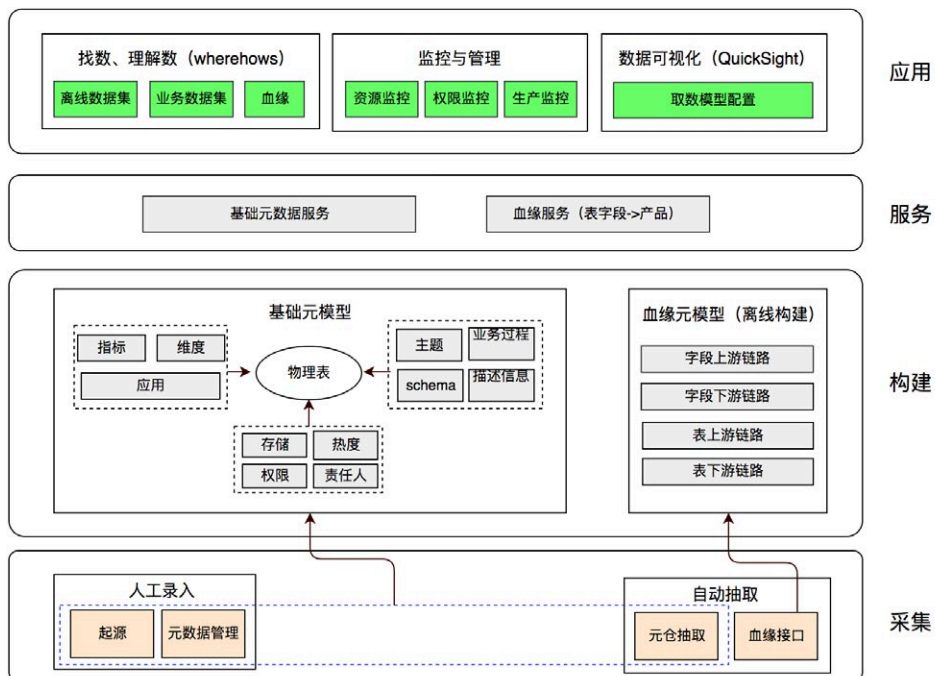 找数、理解数（wherehows）
离线数据集
业务数据集
血缘
监控与管理
资源监控
权限监控
生产监控
数据可视化（QuickSight）
取数模型配置
应用
基础元数据服务
血缘服务（表字段->产品）
服务
基础元模型
指标
维度
应用
物理表
主题
业务过程
schema
描述信息
存储
热度
权限
责任人
血缘元模型（离线构建）
字段上游链路
字段下游链路
表上游链路
表下游链路
构建
人工录入
起源
元数据管理
自动抽取
元仓抽取
血缘接口
采集